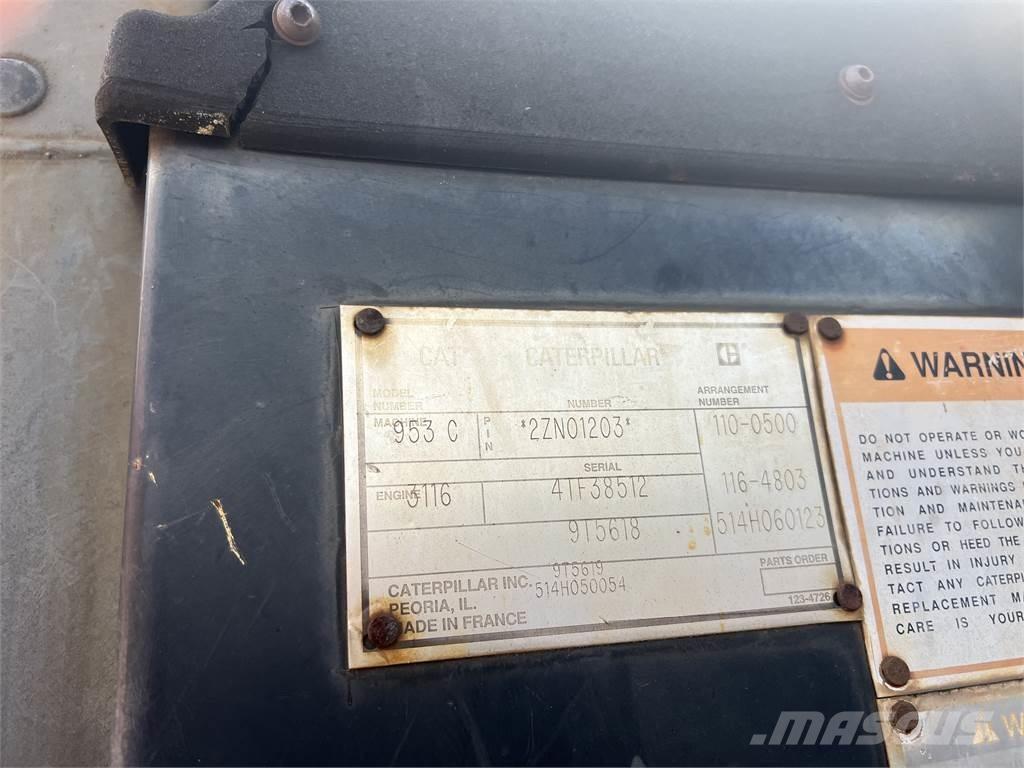 CAT CATERPILLAR
MODEL NUMBER NUMBER ARRANGEMENT NUMBER
MACHINE 953 C PIN *2ZN01203* 110-0500
SERIAL
ENGINE 3116 4TF38512 116-4803
9T5618 514H060123
9T5619 PARTS ORDER
CATERPILLAR INC. 514H050054
PEORIA, IL. 123-4726
MADE IN FRANCE
WARNIN
DO NOT OPERATE OR WO
MACHINE UNLESS YOU
AND UNDERSTAND TH
TIONS AND WARNINGS
TION AND MAINTENA
FAILURE TO FOLLOW
TIONS OR HEED THE
RESULT IN INJURY
TACT ANY CATERP
REPLACEMENT MA
CARE IS YOUR
W
MASCUS